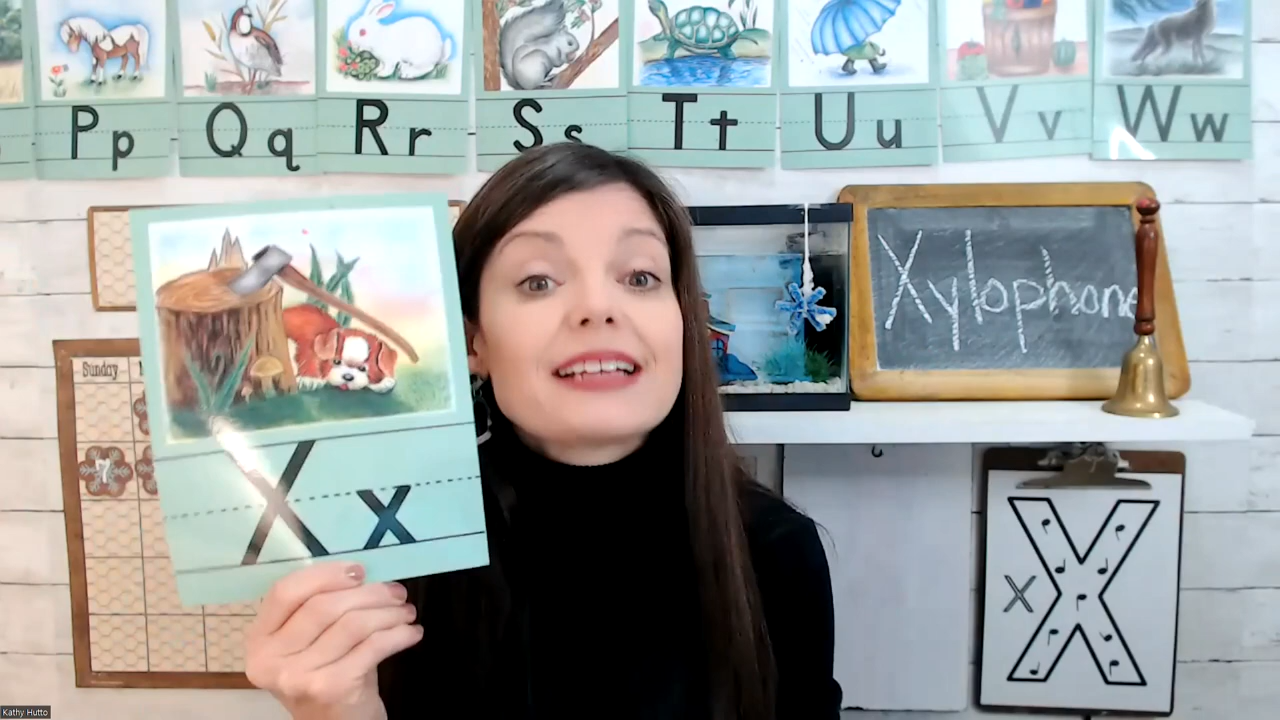 Pp
Qq
Rr
Ss
Tt
Uu
Vv
Ww
Xylophone
Sunday
7
Xx
X
X
Kathy Hutto